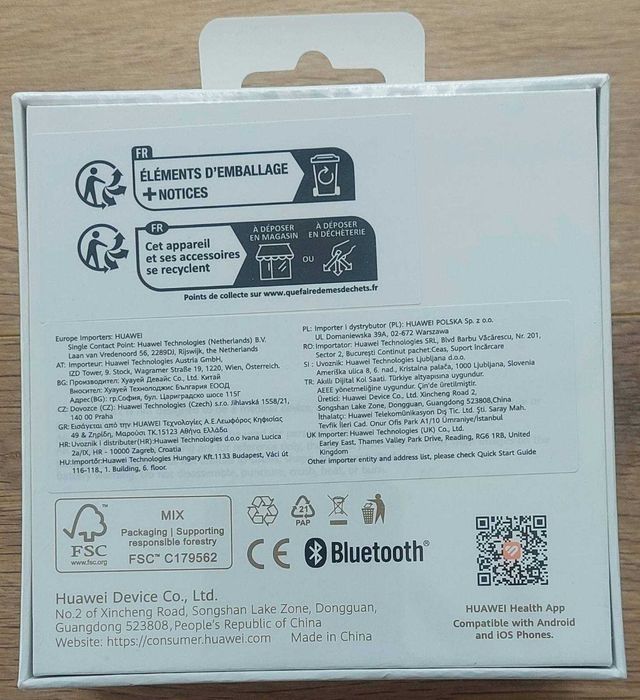 FR
ÉLÉMENTS D'EMBALLAGE
+ NOTICES
FR
Cet appareil
et ses accessoires
se recyclent
À DÉPOSER
EN MAGASIN
OU
À DÉPOSER
EN DÉCHÈTERIE
Points de collecte sur www.quefairedemesdechets.fr
Europe Importers: HUAWEI
Single Contact Point: Huawei Technologies (Netherlands) B.V.
Laan van Vredenoord 56, 2289DJ, Rijswijk, the Netherlands
AT: Importeur: Huawei Technologies Austria GmbH,
IZD Tower, 9. Stock, Wagramer Straße 19, 1220, Wien, Österreich.
BG: Производител: Хуауей Девайс Со, Ltd. Китай
Вносител: Хуауей Технолоджис България ЕООД
Адрес(BG): гр.София, бул. Цариградско шосе 115Г
CZ: Dovozce (CZ): Huawei Technologies (Czech) s.r.o. Jihlavská 1558/21,
140 00 Praha
GR: Εισάγεται από την HUAWEI Τεχνολογίες Α.Ε.Λεωφόρος Κηφισίας
49 & Ζηρίδη, Μαρούσι ΤΚ.15123 Αθήνα Ελλάδα
HR: Uvoznik i distributer(HR):Huawei Technologies d.o.o Ivana Lucica
2a/IX, HR - 10000 Zagreb, Croatia
HU:Importőr:Huawei Technologies Hungary Kft.1133 Budapest, Váci út
116-118., 1. Building, 6. floor.
PL: Importer i dystrybutor (PL): HUAWEI POLSKA Sp. z o.o.
UL. Domaniewska 39A, 02-672 Warszawa
RO: Importator: Huawei Technologies SRL, Blvd Barbu Văcărescu, Nr. 201,
Sector 2, București Continut pachet:Ceas, Suport încărcare
SI : Uvoznik: Huawei Technologies Ljubljana d.o.o.
Ameriška ulica 8, 6. nad., Kristalna palača, 1000 Ljubljana, Slovenia
TR: Akıllı Dijital Kol Saati. Türkiye altyapısına uygundur.
AEEE yönetmeliğine uygundur. Çin'de üretilmiştir.
Üretici: Huawei Device Co., Ltd. Xincheng Road 2,
Songshan Lake Zone, Dongguan, Guangdong 523808,China
İthalatçı: Huawei Telekomünikasyon Dış Tic. Ltd. Şti. Saray Mah.
Tevfik İleri Cad. Onur Ofis Park A1/10 Ümraniye/İstanbul
UK Importer: Huawei Technologies (UK) Co., Ltd.
Earley East, Thames Valley Park Drive, Reading, RG6 1RB, United
Kingdom
Other importer entity and address list, please check Quick Start Guide
FSC
www.fsc.org
MIX
Packaging | Supporting
responsible forestry
FSC™ C179562
21
PAP
CE
Bluetooth®
Huawei Device Co., Ltd.
No.2 of Xincheng Road, Songshan Lake Zone, Dongguan,
Guangdong 523808, People's Republic of China
Website: https://consumer.huawei.com Made in China
HUAWEI Health App
Compatible with Android
and iOS Phones.